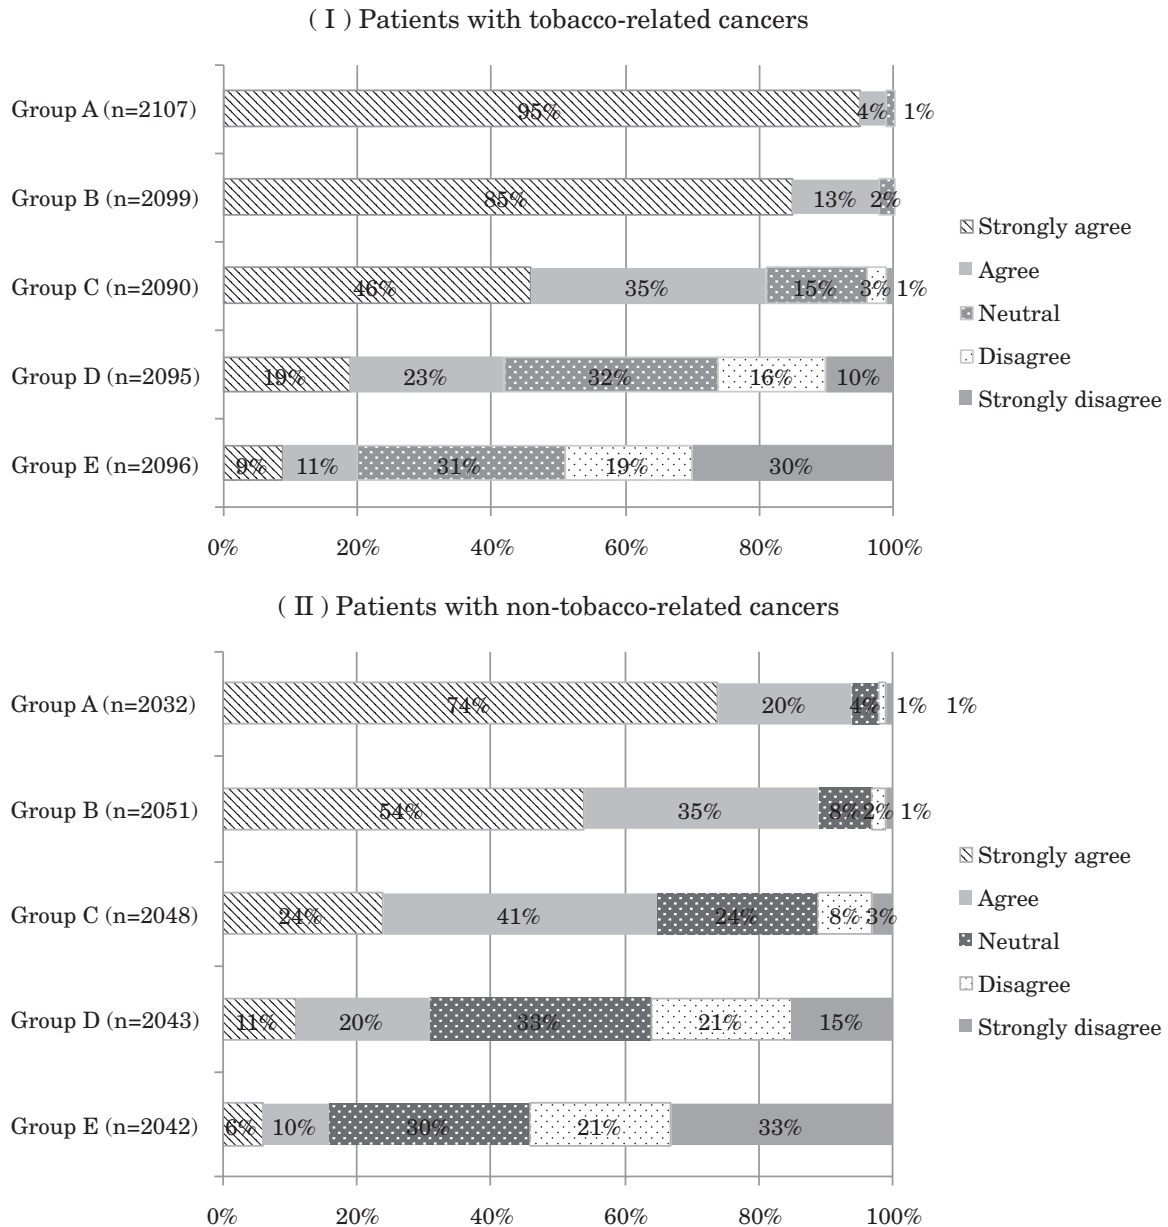 ( I ) Patients with tobacco-related cancers
Group A (n=2107) 95% 4% 1%
Group B (n=2099) 85% 13% 2%
Group C (n=2090) 46% 35% 15% 3% 1%
Group D (n=2095) 19% 23% 32% 16% 10%
Group E (n=2096) 9% 11% 31% 19% 30%
0% 20% 40% 60% 80% 100%
Strongly agree
Agree
Neutral
Disagree
Strongly disagree
( II ) Patients with non-tobacco-related cancers
Group A (n=2032) 74% 20% 4% 1% 1%
Group B (n=2051) 54% 35% 8% 2% 1%
Group C (n=2048) 24% 41% 24% 8% 3%
Group D (n=2043) 11% 20% 33% 21% 15%
Group E (n=2042) 6% 10% 30% 21% 33%
0% 20% 40% 60% 80% 100%
Strongly agree
Agree
Neutral
Disagree
Strongly disagree